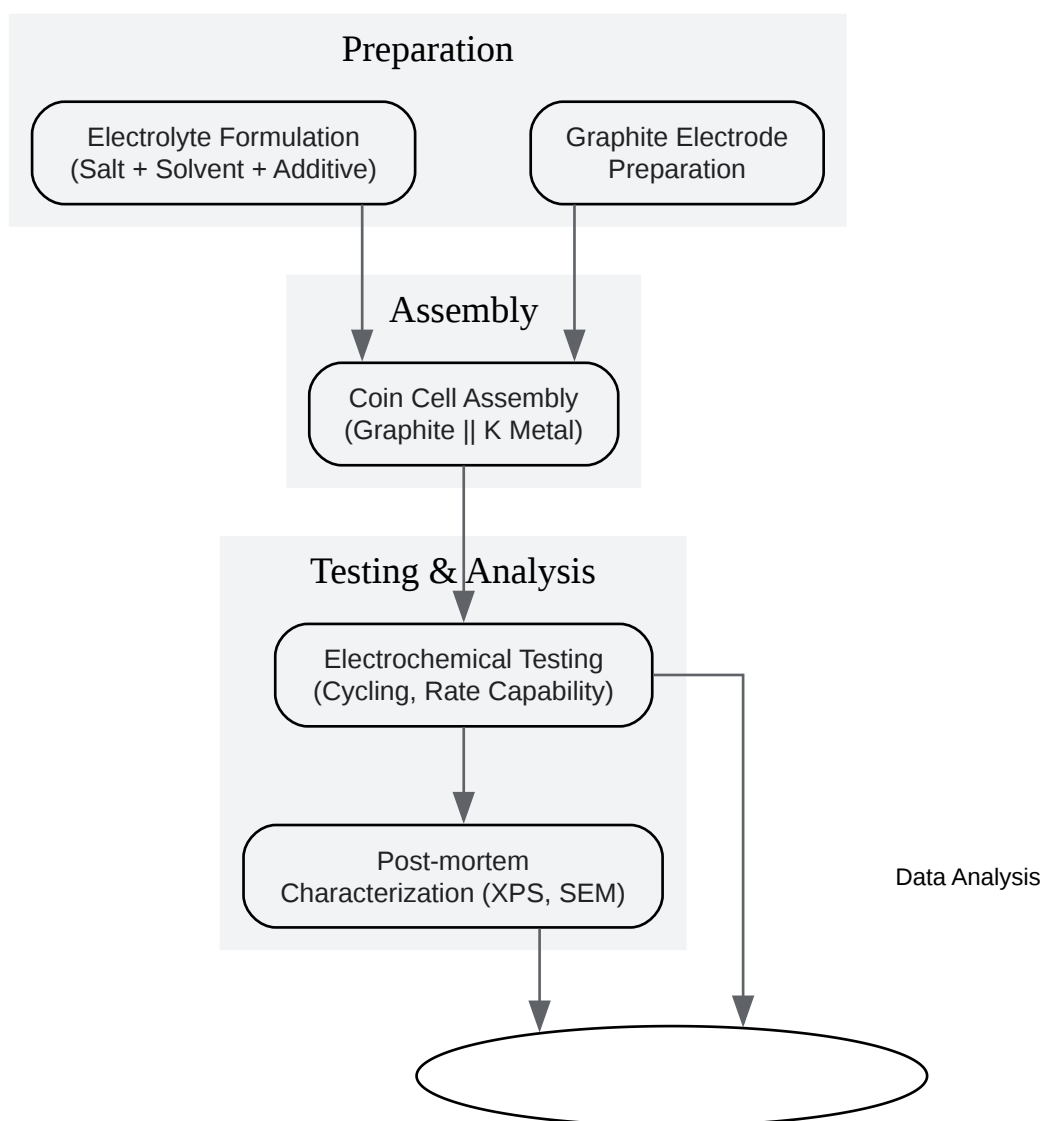 Preparation
Electrolyte Formulation
(Salt + Solvent + Additive)
Graphite Electrode
Preparation
Assembly
Coin Cell Assembly
(Graphite || K Metal)
Testing & Analysis
Electrochemical Testing
(Cycling, Rate Capability)
Post-mortem
Characterization (XPS, SEM)
Data Analysis